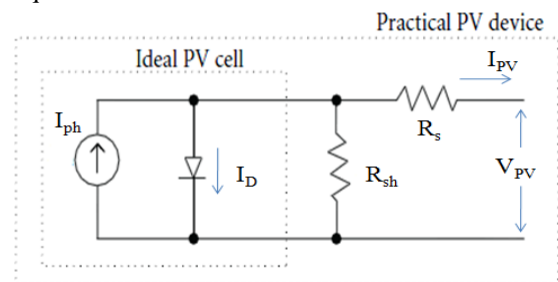 Practical PV device
Ideal PV cell
I_PV
I_ph
R_s
I_D
R_sh
V_PV